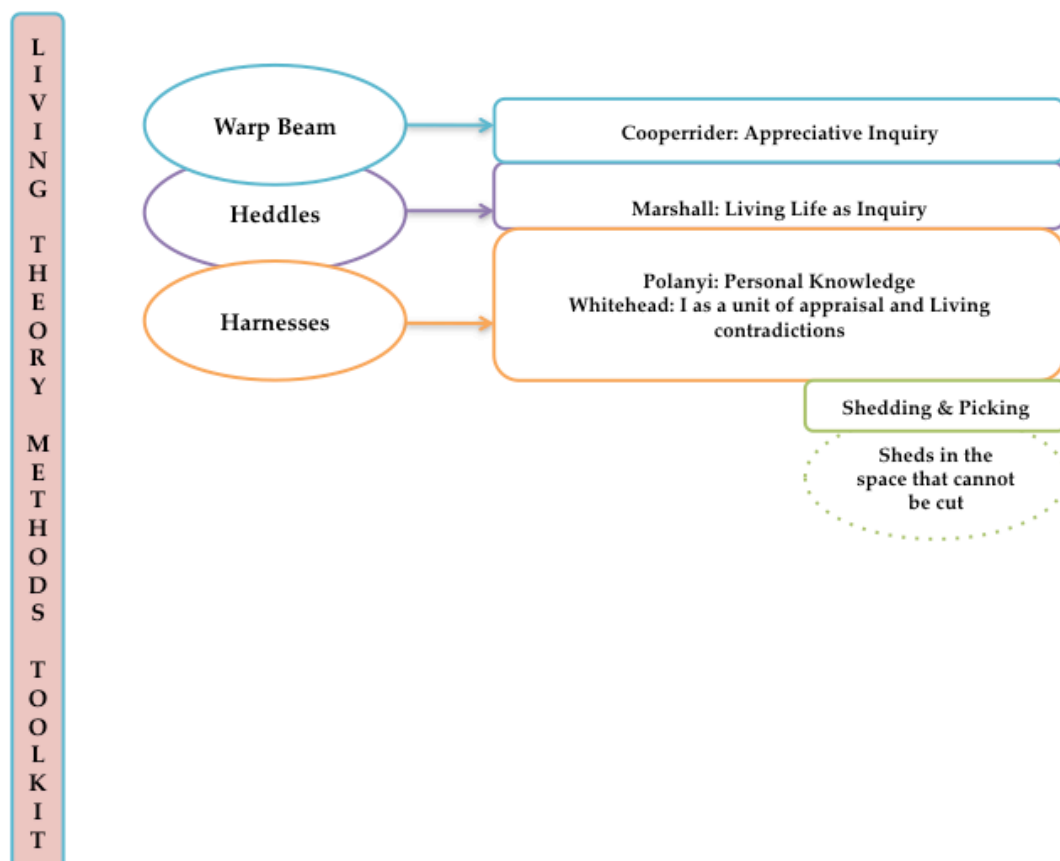 LIVING THEORY METHODS TOOLKIT
Warp Beam
Cooperrider: Appreciative Inquiry
Heddles
Marshall: Living Life as Inquiry
Harnesses
Polanyi: Personal Knowledge
Whitehead: I as a unit of appraisal and Living
contradictions
Shedding & Picking
Sheds in the
space that cannot
be cut